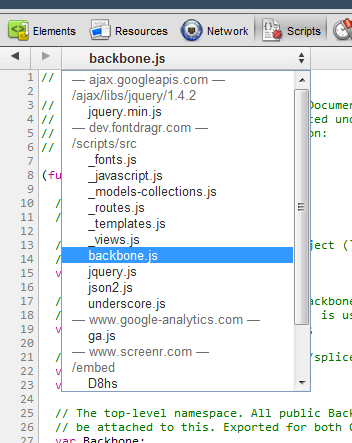 Elements Resources Network Scripts
backbone.js
— ajax.googleapis.com —
/ajax/libs/jquery/1.4.2
jquery.min.js
— dev.fontdragr.com —
/scripts/src
_fonts.js
_javascript.js
_models-collections.js
_routes.js
_templates.js
_views.js
backbone.js
jquery.js
json2.js
underscore.js
— www.google-analytics.com —
ga.js
— www.screenr.com —
/embed
D8hs
1 //
2
3 // Docume
4 // ted und
5 // on:
6 //
7
8 (fu
9
10 //
11 //
12
13 // ject (
14 //
15 v
16
17 // ackbone
18 // is us
19 v
20
21 // /splice
22 v
23 v
24
25 // The top-level namespace. All public Back
26 // be attached to this. Exported for both
27 var Backbone;